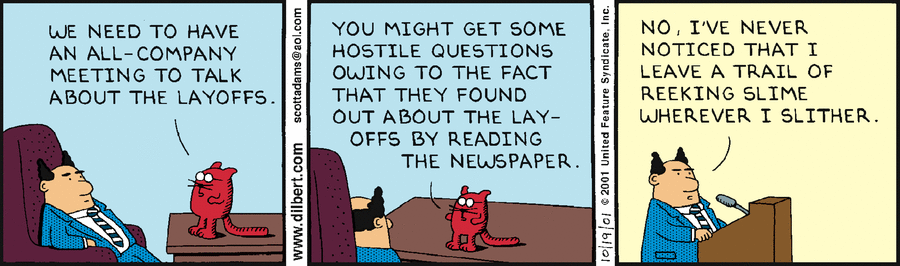 WE NEED TO HAVE
AN ALL-COMPANY
MEETING TO TALK
ABOUT THE LAYOFFS.
www.dilbert.com
scottadams@aol.com
YOU MIGHT GET SOME
HOSTILE QUESTIONS
OWING TO THE FACT
THAT THEY FOUND
OUT ABOUT THE LAY-
OFFS BY READING
THE NEWSPAPER.
10/19/01 © 2001 United Feature Syndicate, Inc.
NO, I'VE NEVER
NOTICED THAT I
LEAVE A TRAIL OF
REEKING SLIME
WHEREVER I SLITHER.